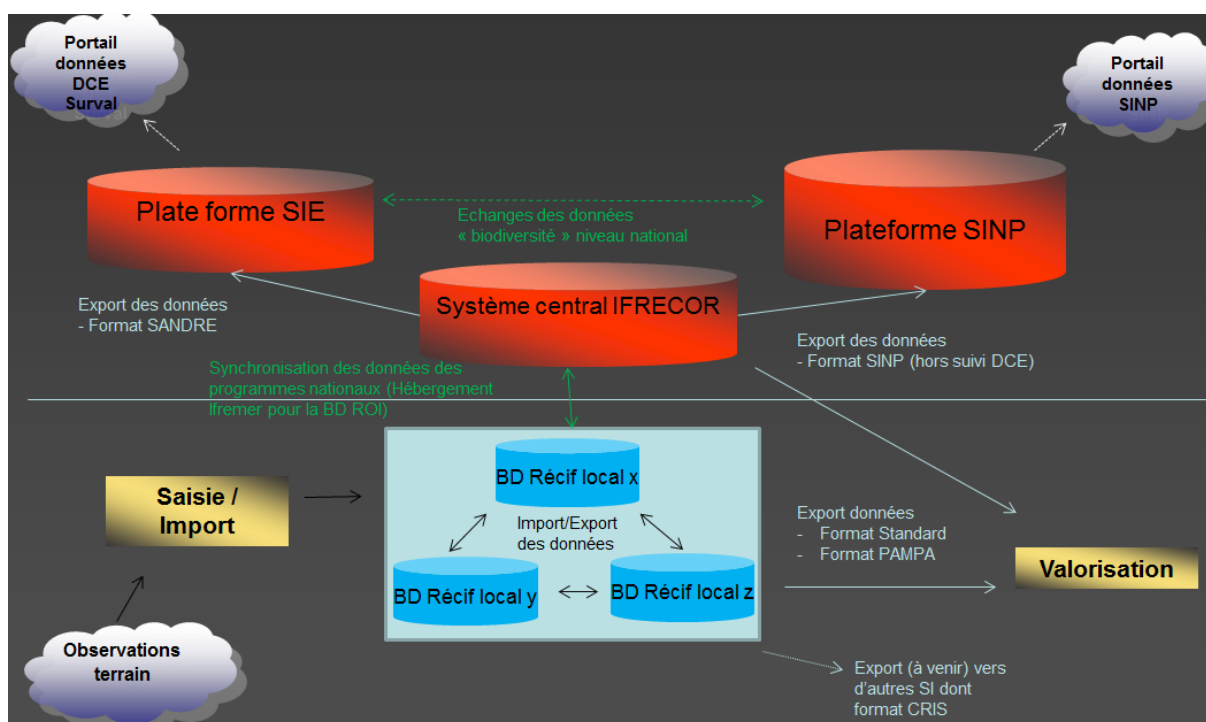 Portail
données
DCE
Surval
Portail
données
SINP
Plate forme SIE
Plateforme SINP
Echanges des données
« biodiversité » niveau national
Système central IFRECOR
Export des données
- Format SANDRE
Export des données
- Format SINP (hors suivi DCE)
Synchronisation des données des
programmes nationaux (Hébergement
Ifremer pour la BD ROI)
Saisie /
Import
BD Récif local x
Import/Export
des données
BD Récif local y
BD Récif local z
Export données
- Format Standard
- Format PAMPA
Valorisation
Observations
terrain
Export (à venir) vers
d'autres SI dont
format CRIS